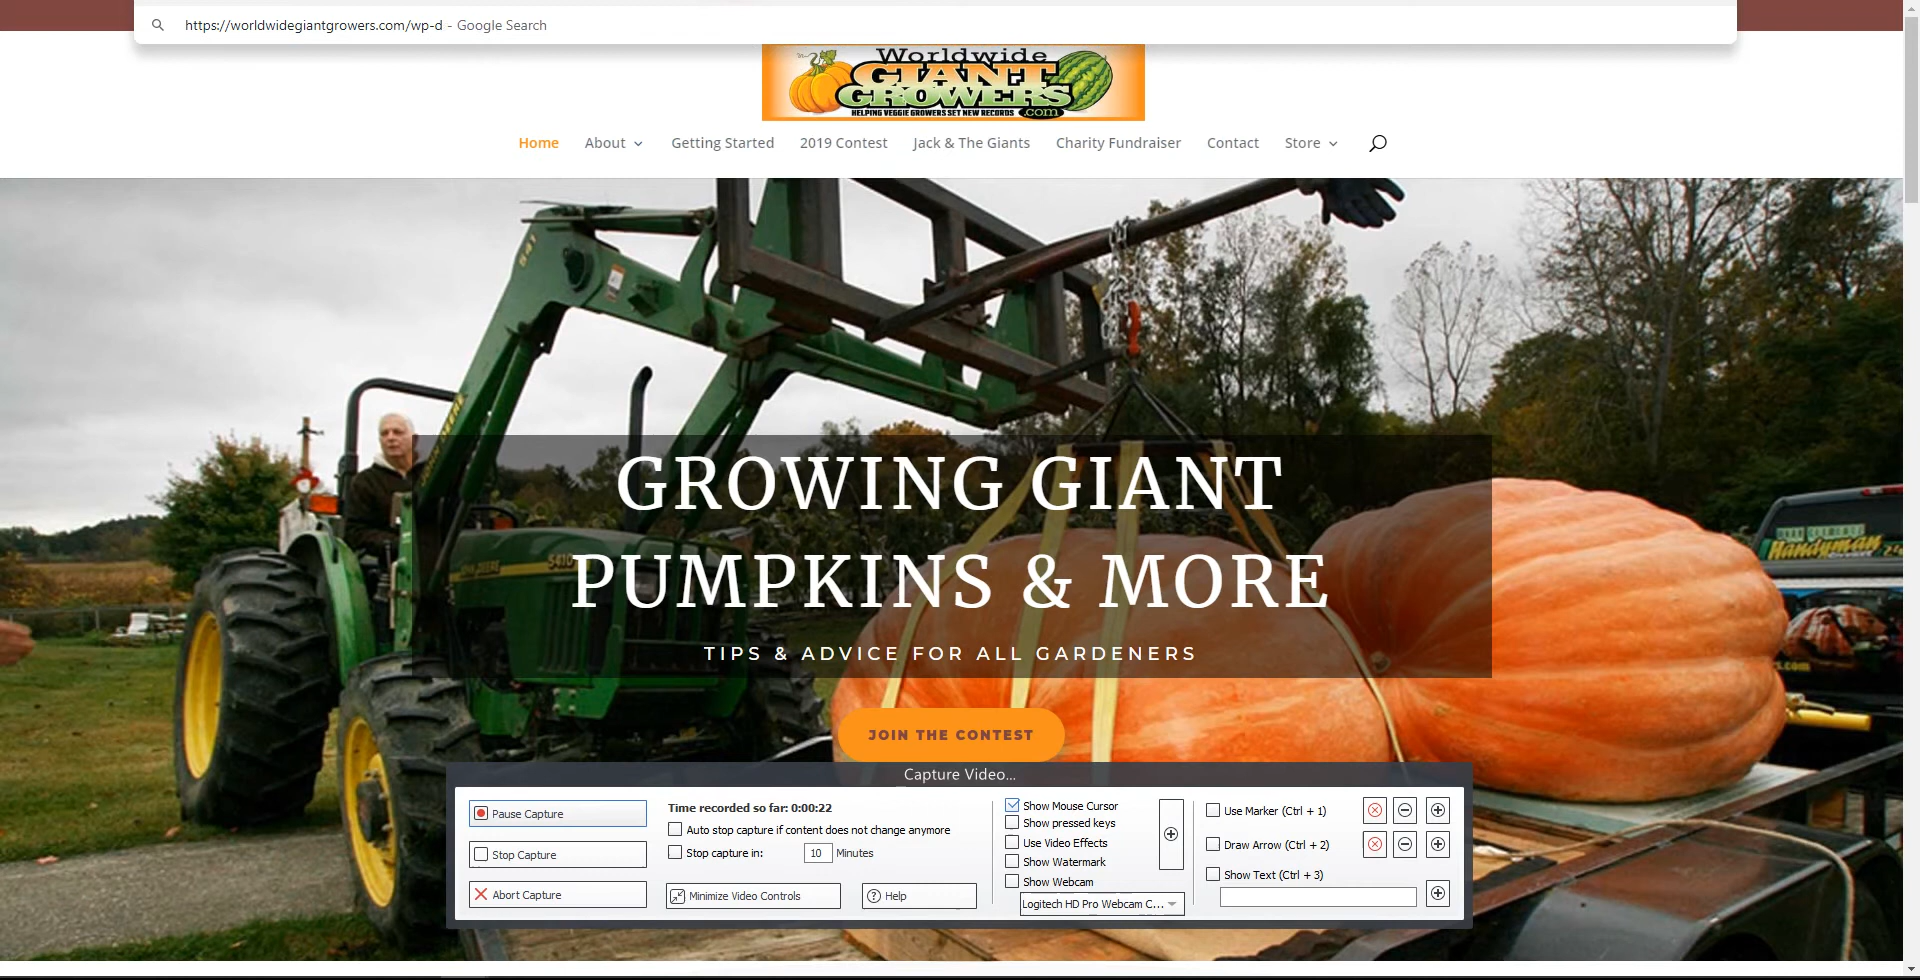 https://worldwidegiantgrowers.com/wp-d - Google Search
Worldwide
GIANT
GROWERS
.com
HELPING VEGGIE GROWERS SET NEW RECORDS
Home About Getting Started 2019 Contest Jack & The Giants Charity Fundraiser Contact Store
541
GROWING GIANT
PUMPKINS & MORE
TIPS & ADVICE FOR ALL GARDENERS
5410
Handyman
JOIN THE CONTEST
Capture Video...
Pause Capture
Stop Capture
Abort Capture
Time recorded so far: 0:00:22
Auto stop capture if content does not change anymore
Stop capture in: 10 Minutes
Minimize Video Controls
Help
Show Mouse Cursor
Show pressed keys
Use Video Effects
Show Watermark
Show Webcam
Logitech HD Pro Webcam C...
Use Marker (Ctrl + 1)
Draw Arrow (Ctrl + 2)
Show Text (Ctrl + 3)